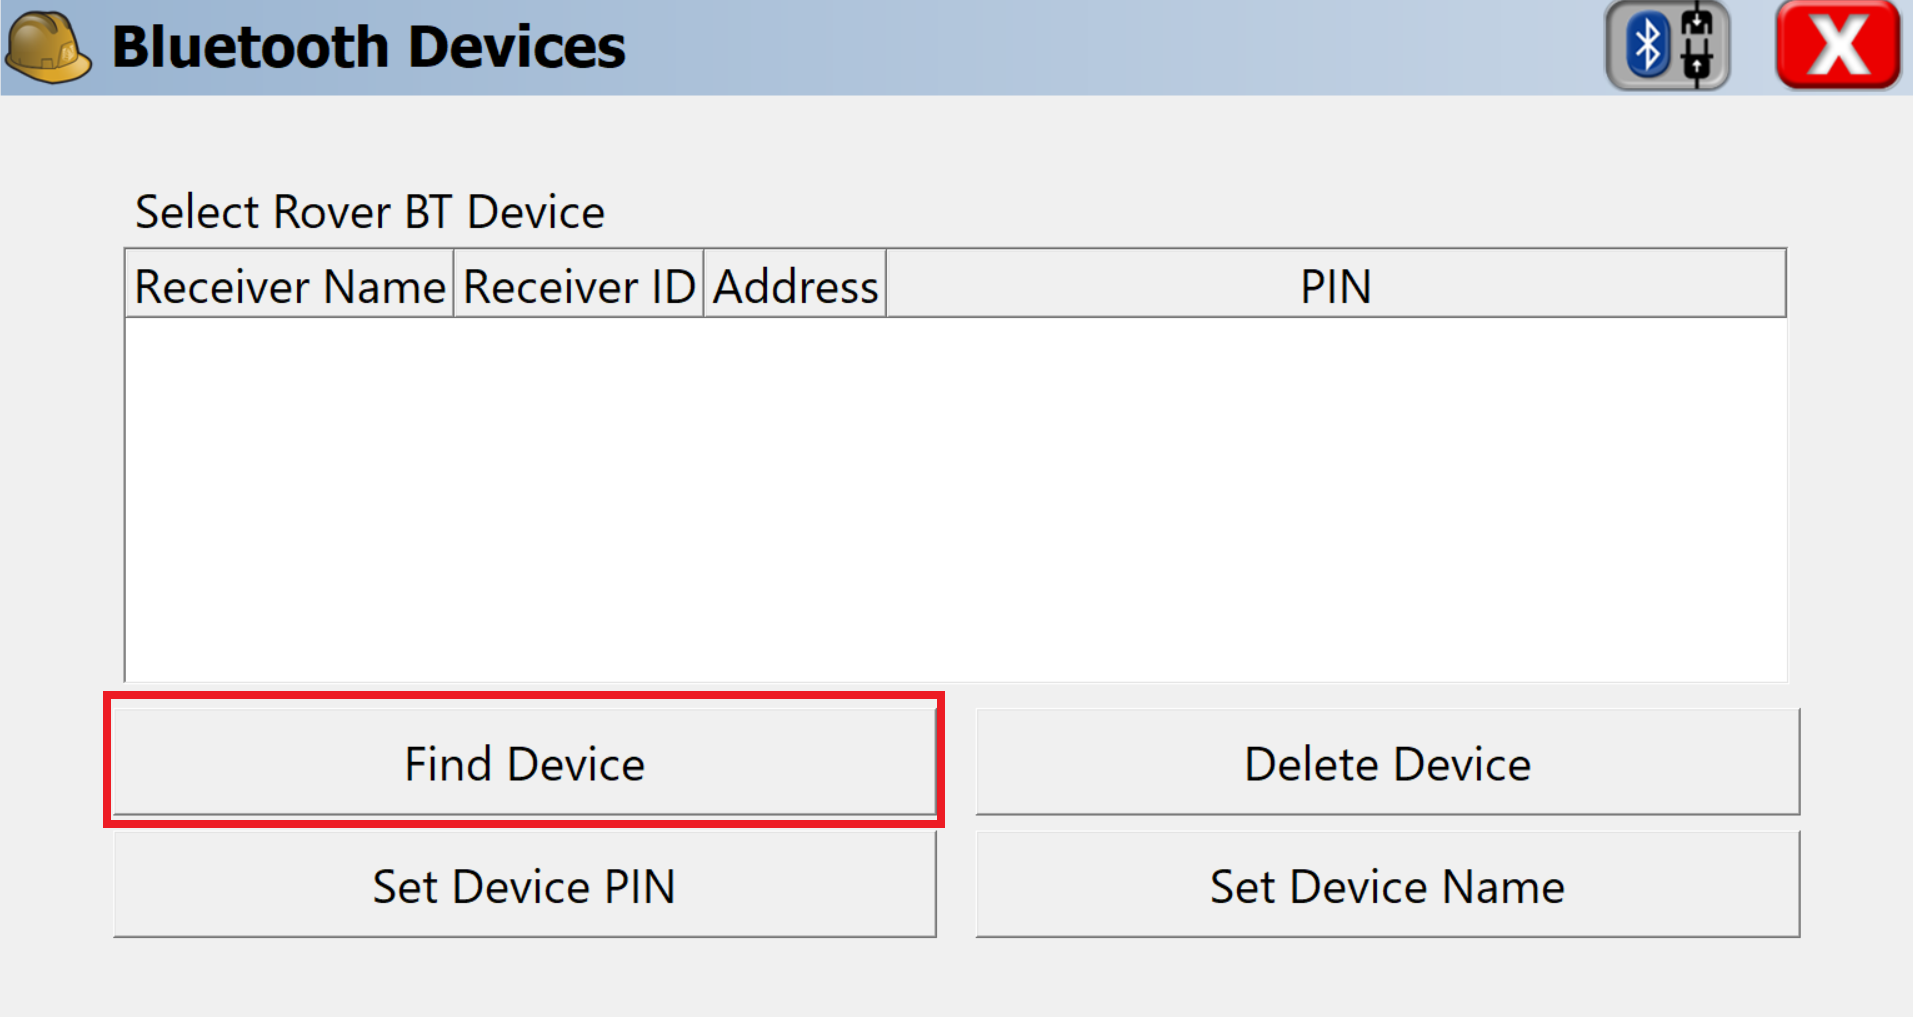 Bluetooth Devices
X
Select Rover BT Device
Receiver Name Receiver ID Address PIN
Find Device Delete Device
Set Device PIN Set Device Name